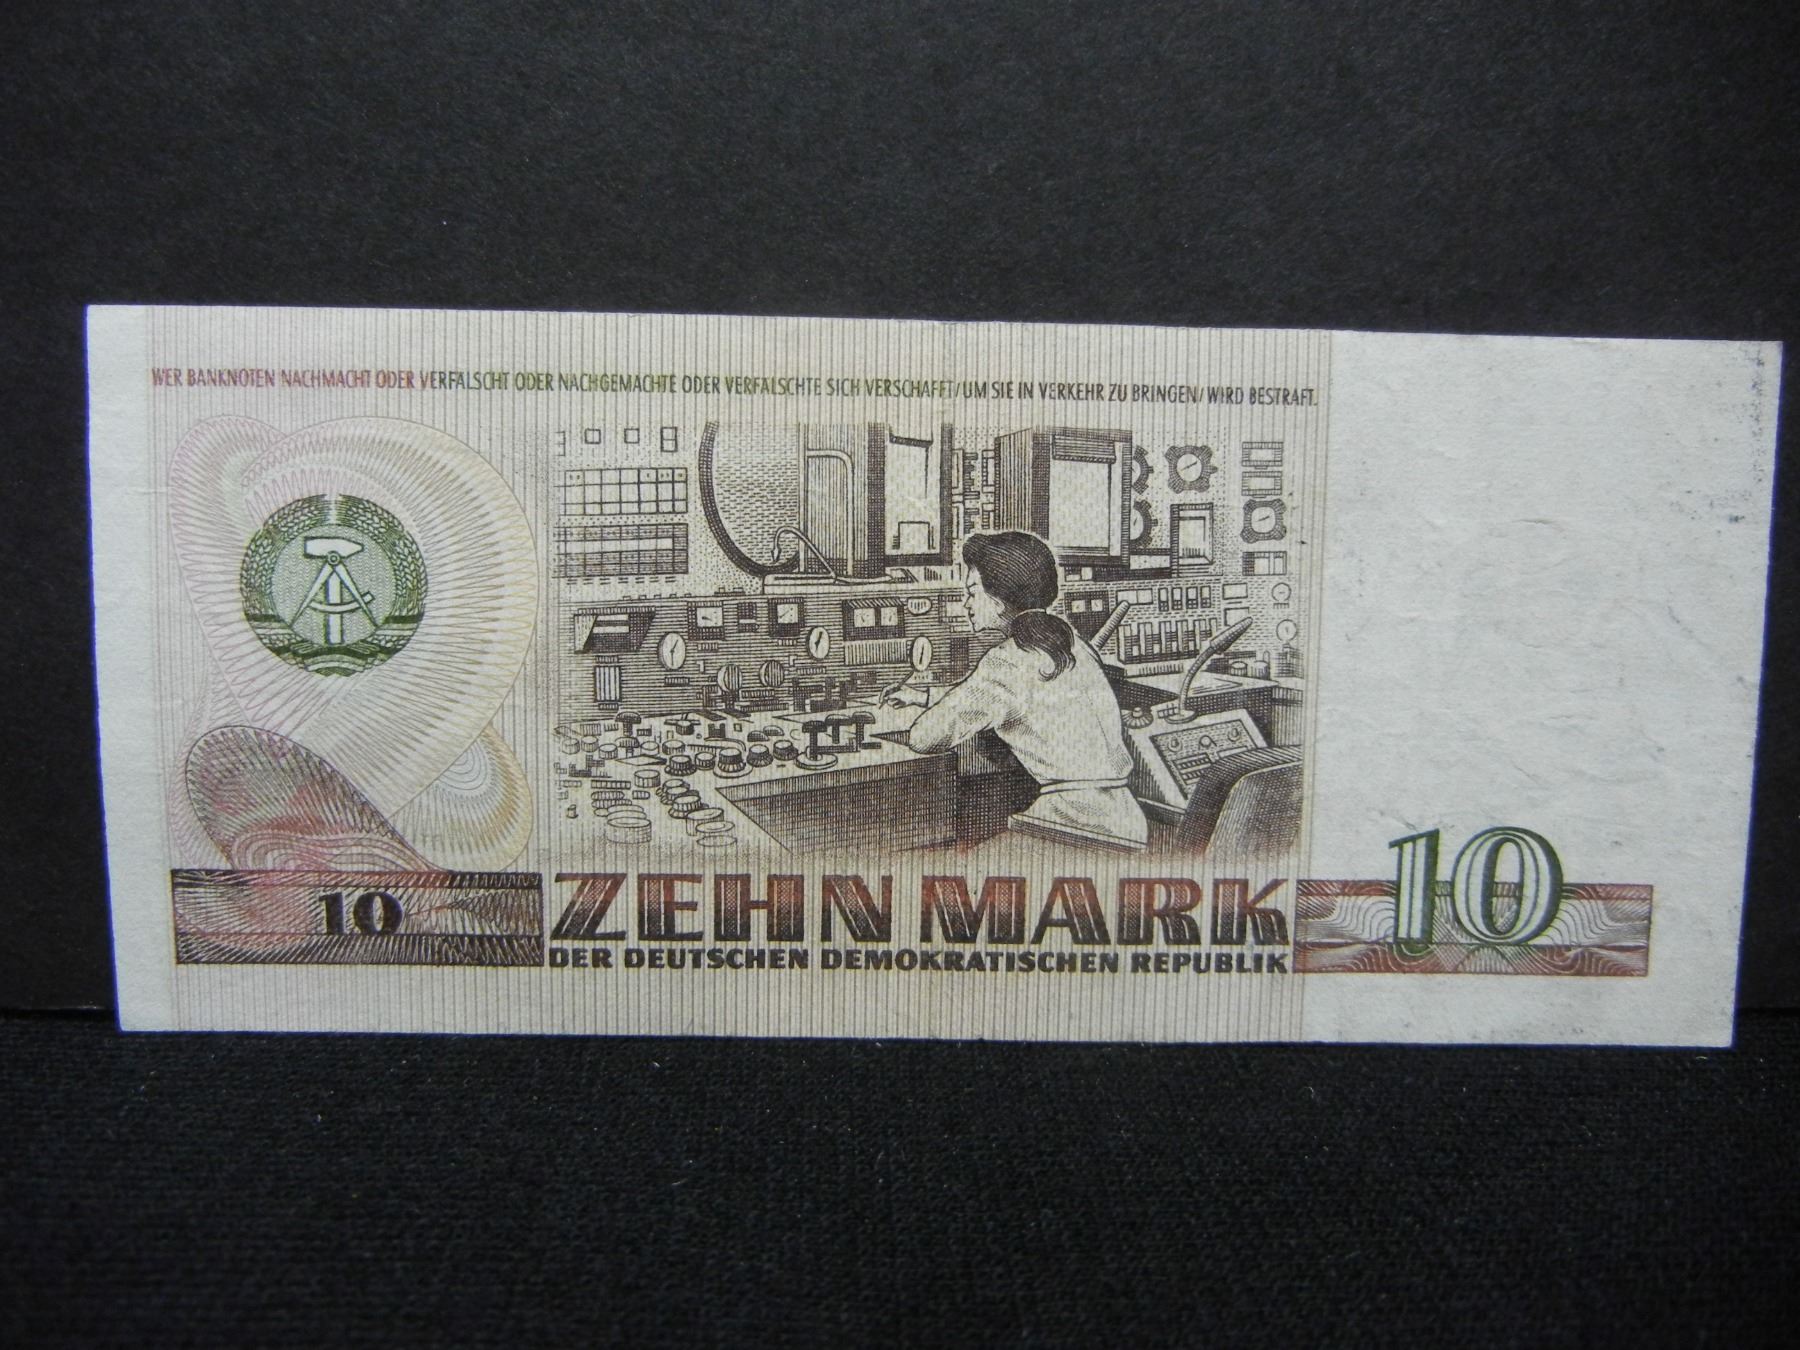 WER BANKNOTEN NACHMACHT ODER VERFÄLSCHT ODER NACHGEMACHTE ODER VERFÄLSCHTE SICH VERSCHAFFT/UM SIE IN VERKEHR ZU BRINGEN/WIRD BESTRAFT.
10 ZEHN MARK 10
DER DEUTSCHEN DEMOKRATISCHEN REPUBLIK